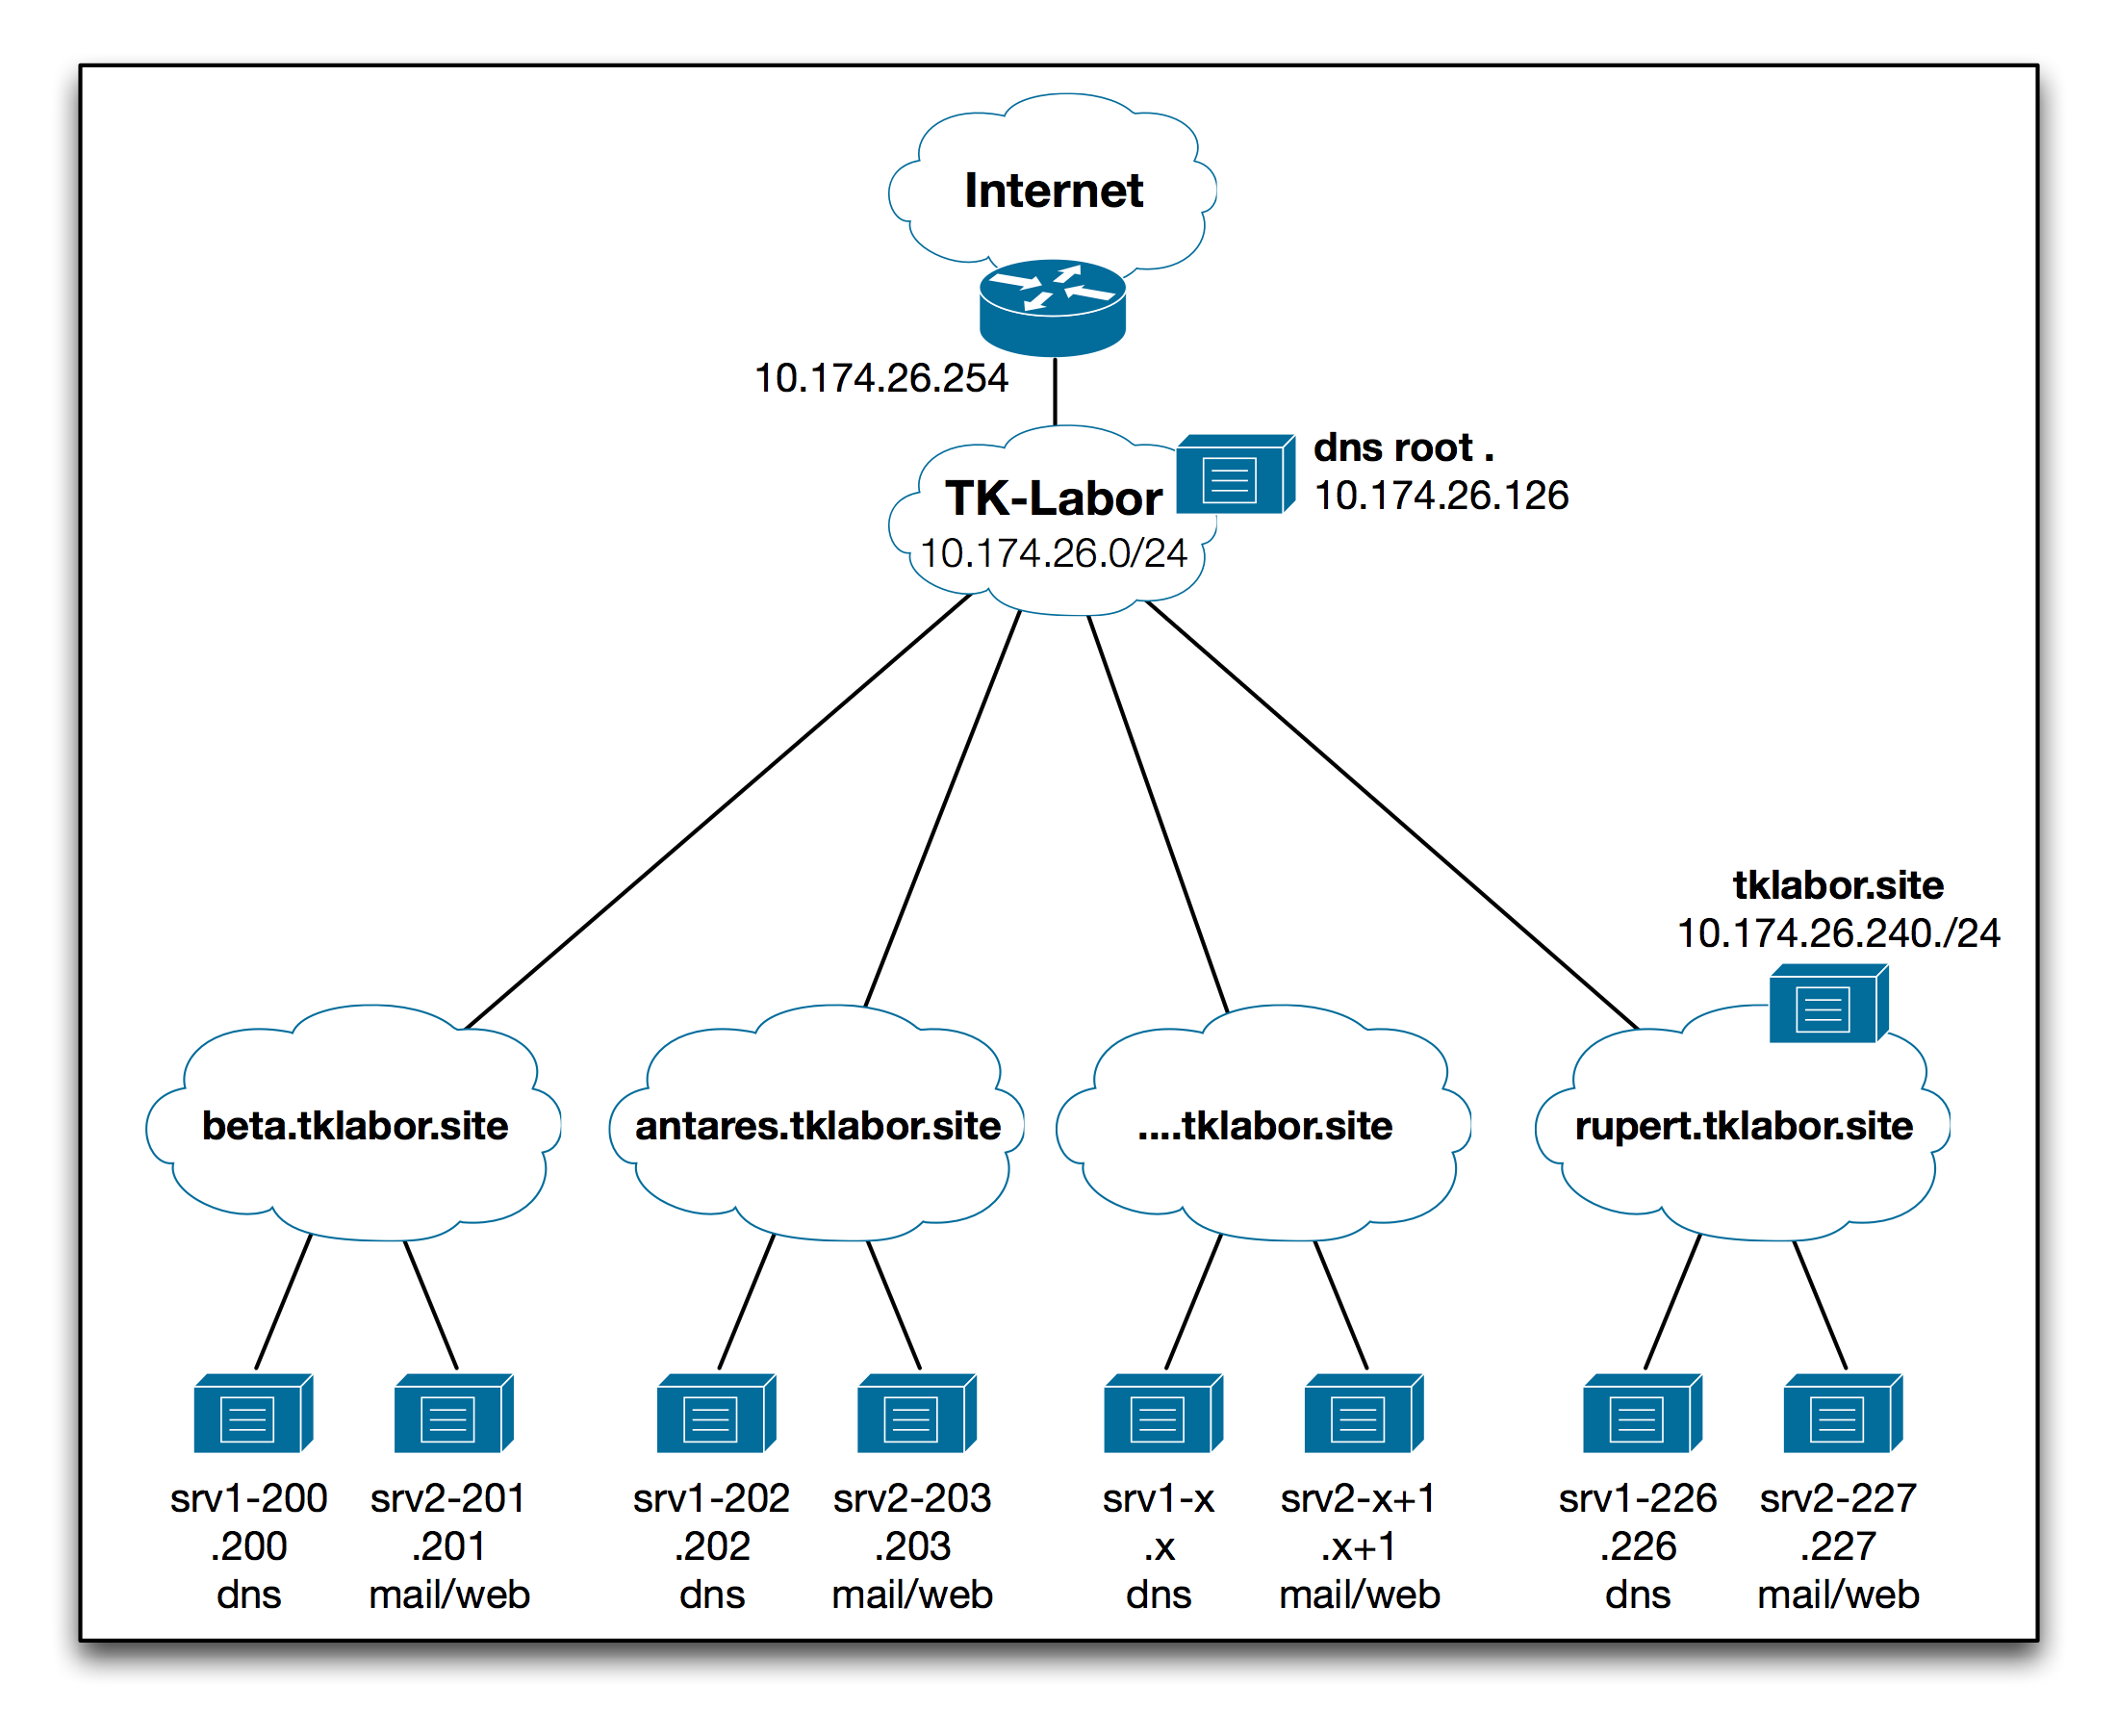 Internet
10.174.26.254
dns root .
10.174.26.126
TK-Labor
10.174.26.0/24
tklabor.site
10.174.26.240./24
beta.tklabor.site
antares.tklabor.site
....tklabor.site
rupert.tklabor.site
srv1-200
.200
dns
srv2-201
.201
mail/web
srv1-202
.202
dns
srv2-203
.203
mail/web
srv1-x
.x
dns
srv2-x+1
.x+1
mail/web
srv1-226
.226
dns
srv2-227
.227
mail/web